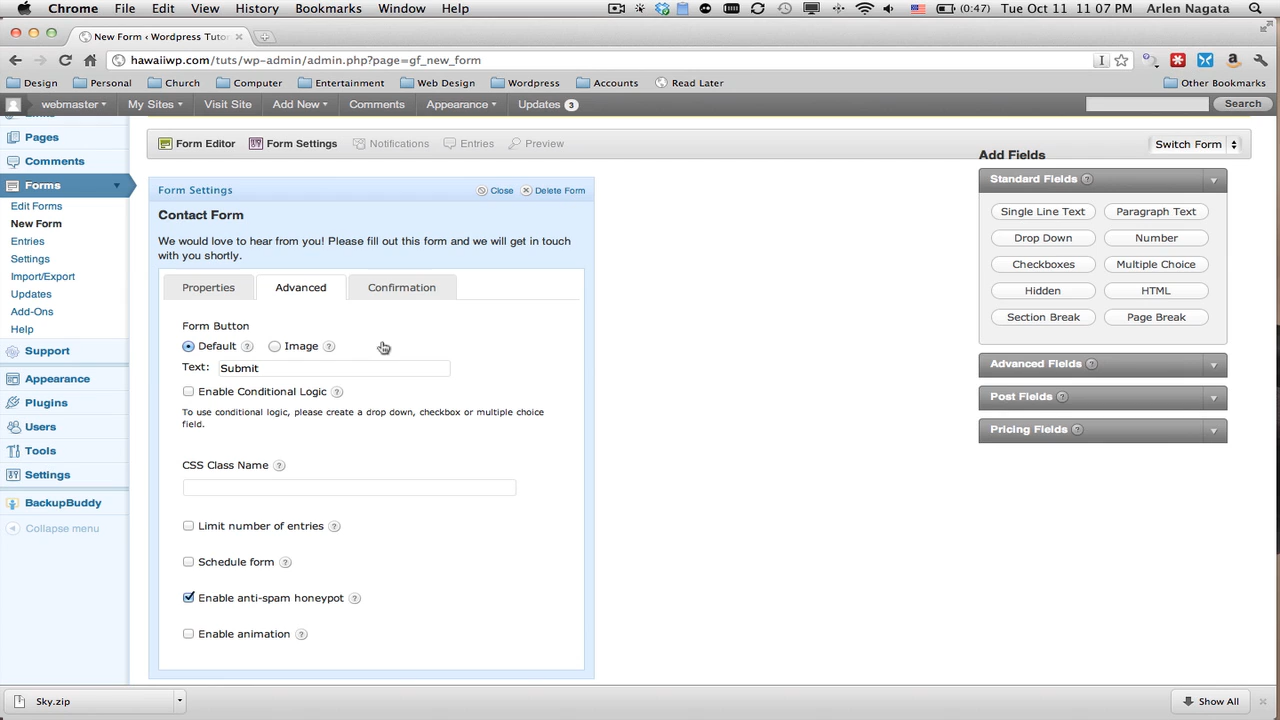 Chrome File Edit View History Bookmarks Window Help (0:47) Tue Oct 11 11:07 PM Arlen Nagata
New Form ‹ Wordpress Tutor
hawaiiwp.com/tuts/wp-admin/admin.php?page=gf_new_form
Design Personal Church Computer Entertainment Web Design Wordpress Accounts Read Later Other Bookmarks
webmaster My Sites Visit Site Add New Comments Appearance Updates 3 Search
Pages
Comments
Forms
Edit Forms
New Form
Entries
Settings
Import/Export
Updates
Add-Ons
Help
Support
Appearance
Plugins
Users
Tools
Settings
BackupBuddy
Collapse menu
Form Editor Form Settings Notifications Entries Preview Switch Form
Form Settings Close Delete Form
Contact Form
We would love to hear from you! Please fill out this form and we will get in touch
with you shortly.
Properties Advanced Confirmation
Form Button
Default ? Image ?
Text: Submit
Enable Conditional Logic ?
To use conditional logic, please create a drop down, checkbox or multiple choice
field.
CSS Class Name ?
Limit number of entries ?
Schedule form ?
Enable anti-spam honeypot ?
Enable animation ?
Add Fields
Standard Fields ?
Single Line Text Paragraph Text
Drop Down Number
Checkboxes Multiple Choice
Hidden HTML
Section Break Page Break
Advanced Fields ?
Post Fields ?
Pricing Fields ?
Sky.zip Show All